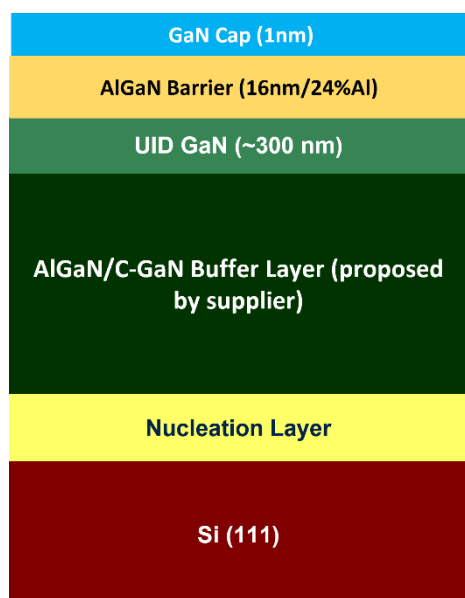 GaN Cap (1nm)
AlGaN Barrier (16nm/24%Al)
UID GaN (~300 nm)
AlGaN/C-GaN Buffer Layer (proposed
by supplier)
Nucleation Layer
Si (111)